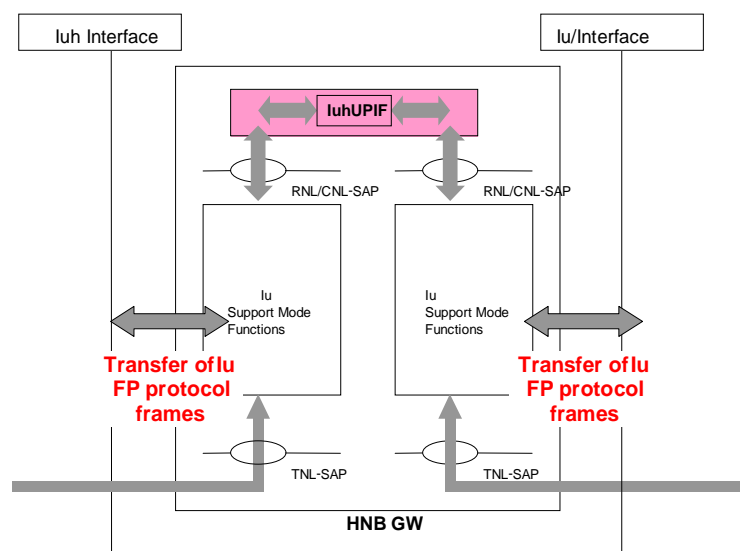 Iuh Interface
Iu/Interface
IuhUPIF
RNL/CNL-SAP
RNL/CNL-SAP
Iu
Support Mode
Functions
Iu
Support Mode
Functions
Transfer of Iu
FP protocol
frames
Transfer of Iu
FP protocol
frames
TNL-SAP
TNL-SAP
HNB GW